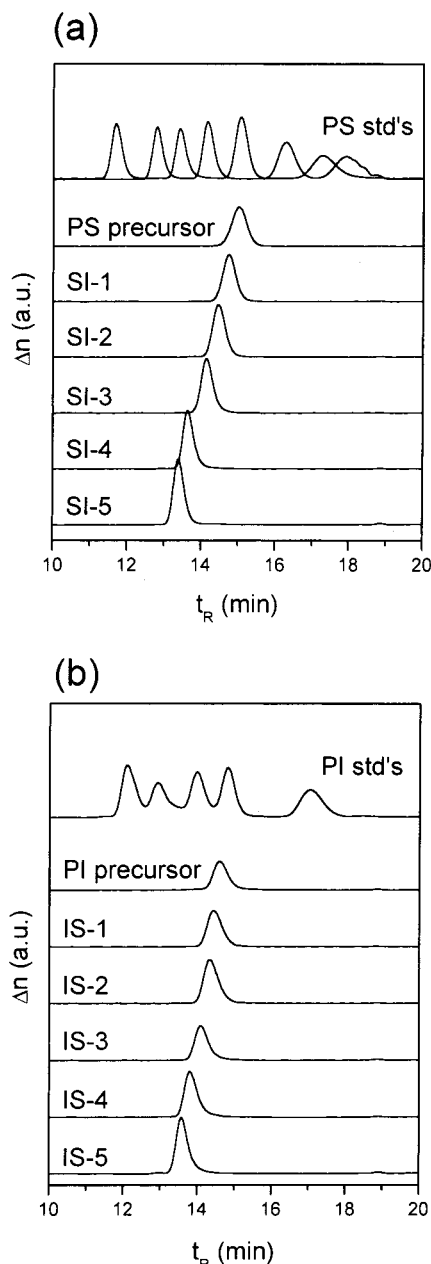 (a)
PS std's
PS precursor
SI-1
SI-2
SI-3
SI-4
SI-5
Δn (a.u.)
10 12 14 16 18 20
t_R (min)
(b)
PI std's
PI precursor
IS-1
IS-2
IS-3
IS-4
IS-5
Δn (a.u.)
10 12 14 16 18 20
t_R (min)